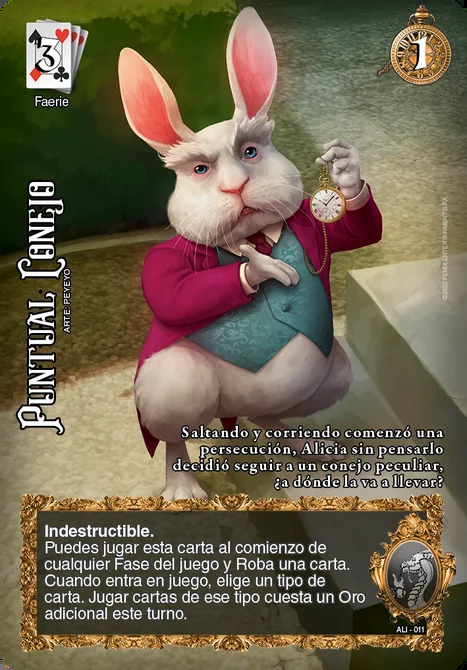 3
1
Faerie
PUNTUAL CONEJO
ARTE: PEYEYO
Saltando y corriendo comenzó una
persecución, Alicia sin pensarlo
decidió seguir a un conejo peculiar,
¿a dónde la va a llevar?
Indestructible.
Puedes jugar esta carta al comienzo de
cualquier Fase del juego y Roba una carta.
Cuando entra en juego, elige un tipo de
carta. Jugar cartas de ese tipo cuesta un Oro
adicional este turno.
ALI - 011